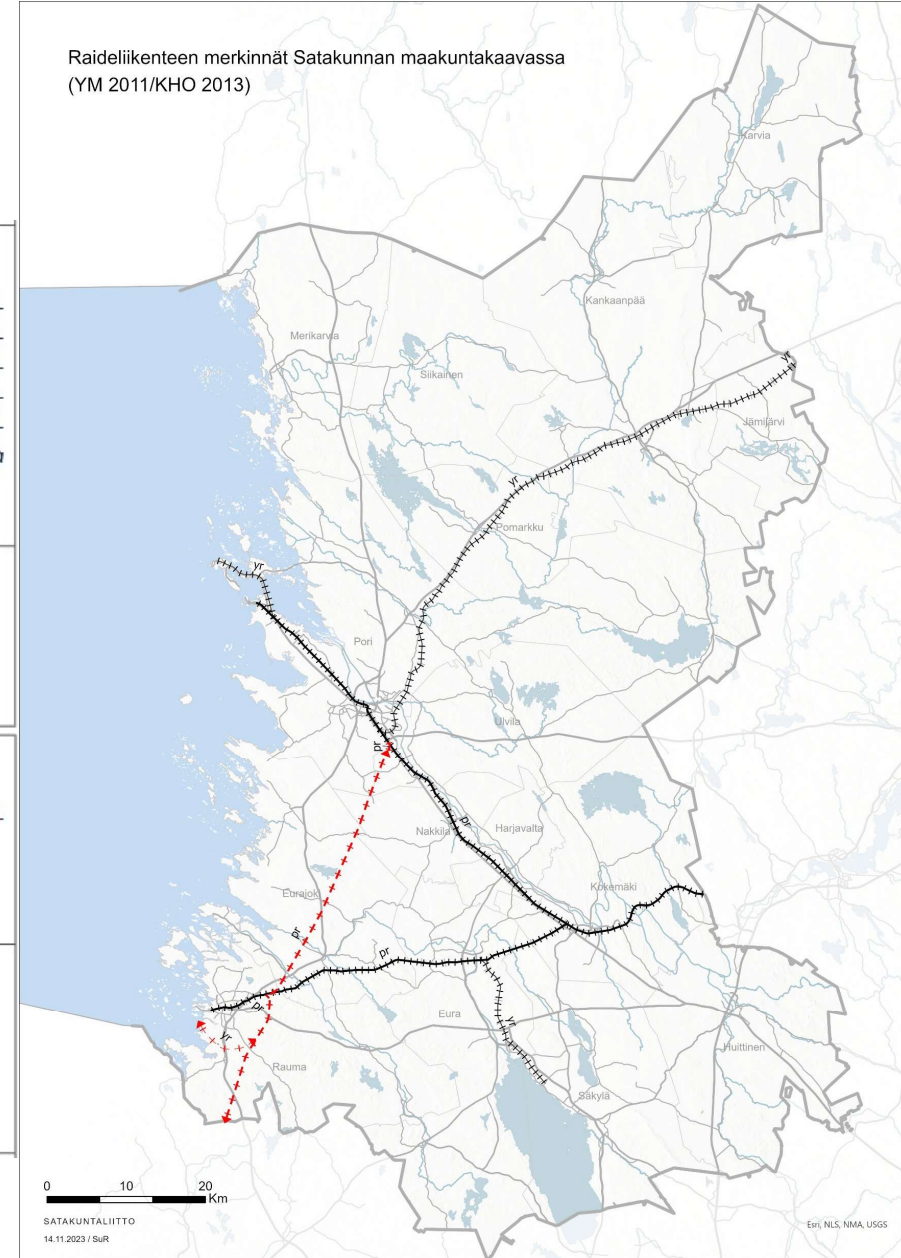 Raideliikenteen merkinnät Satakunnan maakuntakaavassa
(YM 2011/KHO 2013)
Karvia
Kankaanpää
Merikarvia
Siikainen
yr
Jämijärvi
yr
Pomarkku
yr
Pori
Ulvila
pr
pr
Nakkila
Harjavalta
Kokemäki
Eurajoki
pr
pr
pr
Eura
yr
yr
Huittinen
Rauma
Säkylä
0 10 20
Km
SATAKUNTALIITTO
14.11.2023 / SuR
Esri, NLS, NMA, USGS